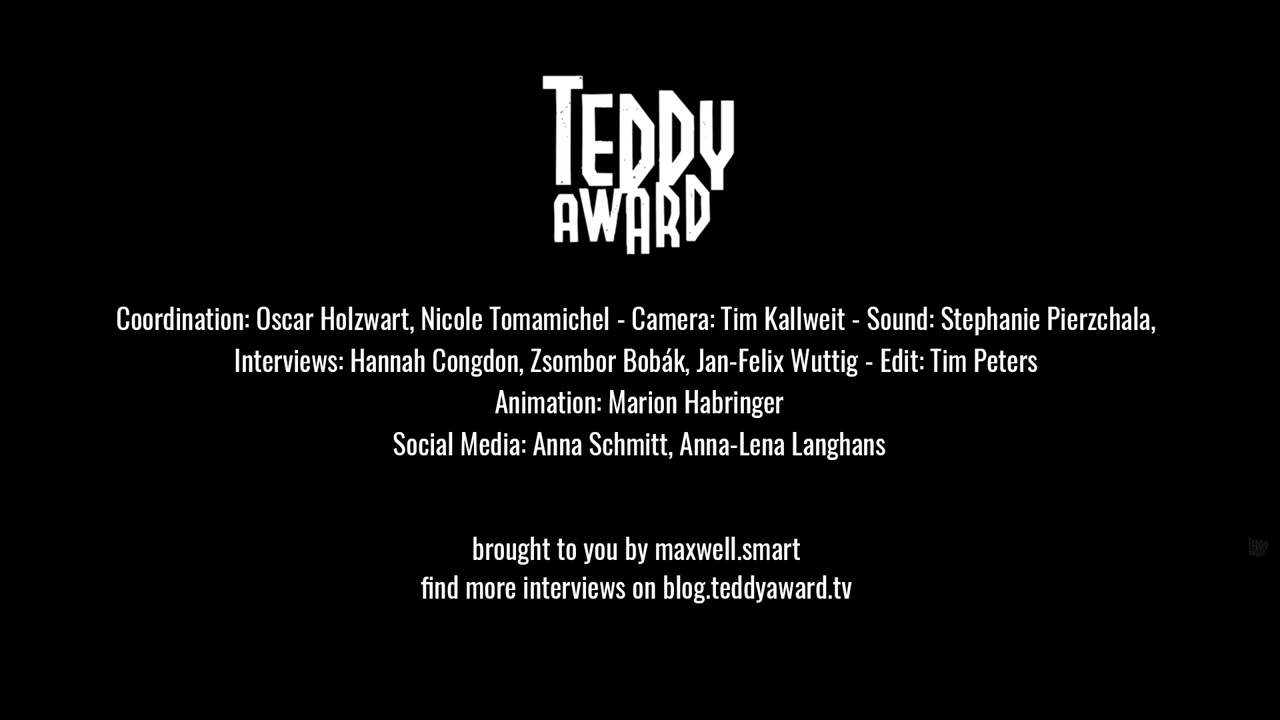 TEDDY
AWARD
Coordination: Oscar Holzwart, Nicole Tomamichel - Camera: Tim Kallweit - Sound: Stephanie Pierzchala,
Interviews: Hannah Congdon, Zsombor Bobák, Jan-Felix Wuttig - Edit: Tim Peters
Animation: Marion Habringer
Social Media: Anna Schmitt, Anna-Lena Langhans
brought to you by maxwell.smart
find more interviews on blog.teddyaward.tv
TEDDY
AWARD